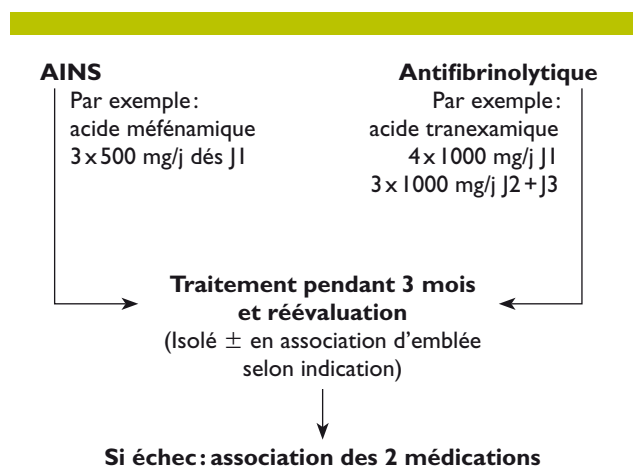 AINS
Par exemple:
acide méfénamique
3 x 500 mg/j dés J1
Antifibrinolytique
Par exemple:
acide tranexamique
4 x 1000 mg/j J1
3 x 1000 mg/j J2 + J3
Traitement pendant 3 mois
et réévaluation
(Isolé ± en association d’emblée
selon indication)
Si échec: association des 2 médications